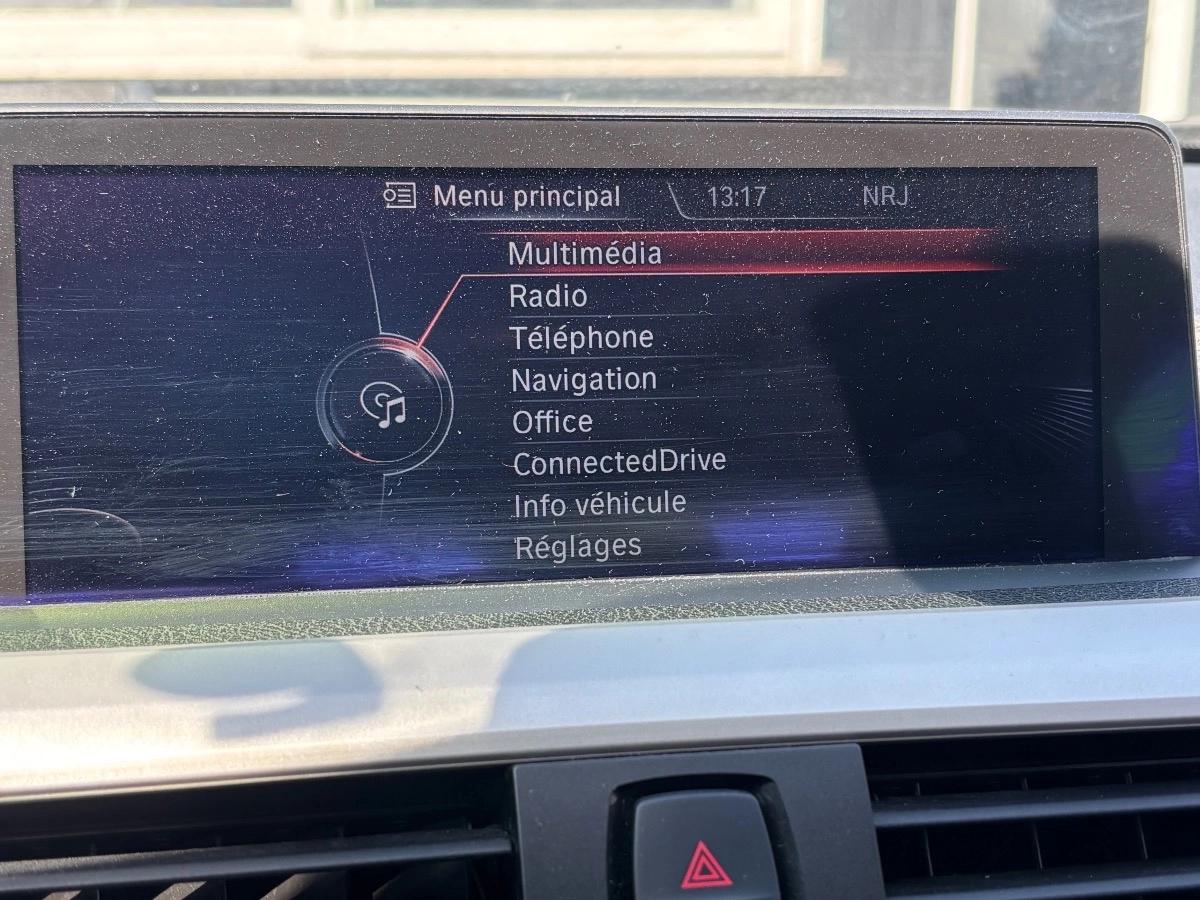 Menu principal 13:17 NRJ
Multimédia
Radio
Téléphone
Navigation
Office
ConnectedDrive
Info véhicule
Réglages